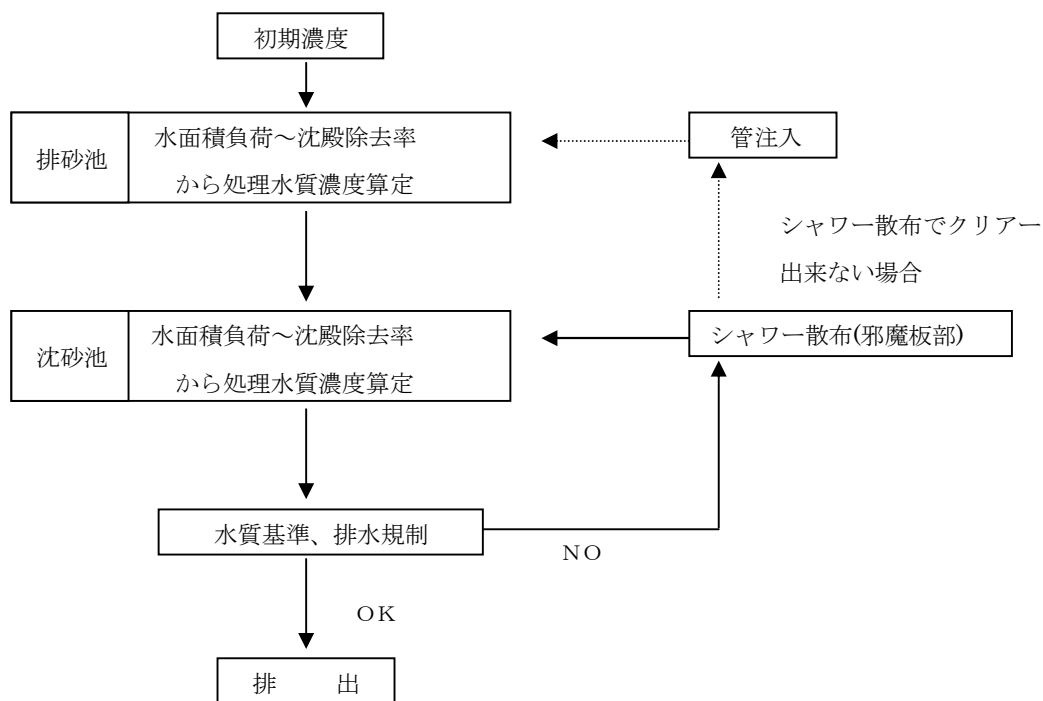 初期濃度
排砂池
水面積負荷～沈殿除去率
から処理水質濃度算定
管注入
シャワー散布でクリアー
出来ない場合
沈砂池
水面積負荷～沈殿除去率
から処理水質濃度算定
シャワー散布(邪魔板部)
水質基準、排水規制
NO
OK
排　　出